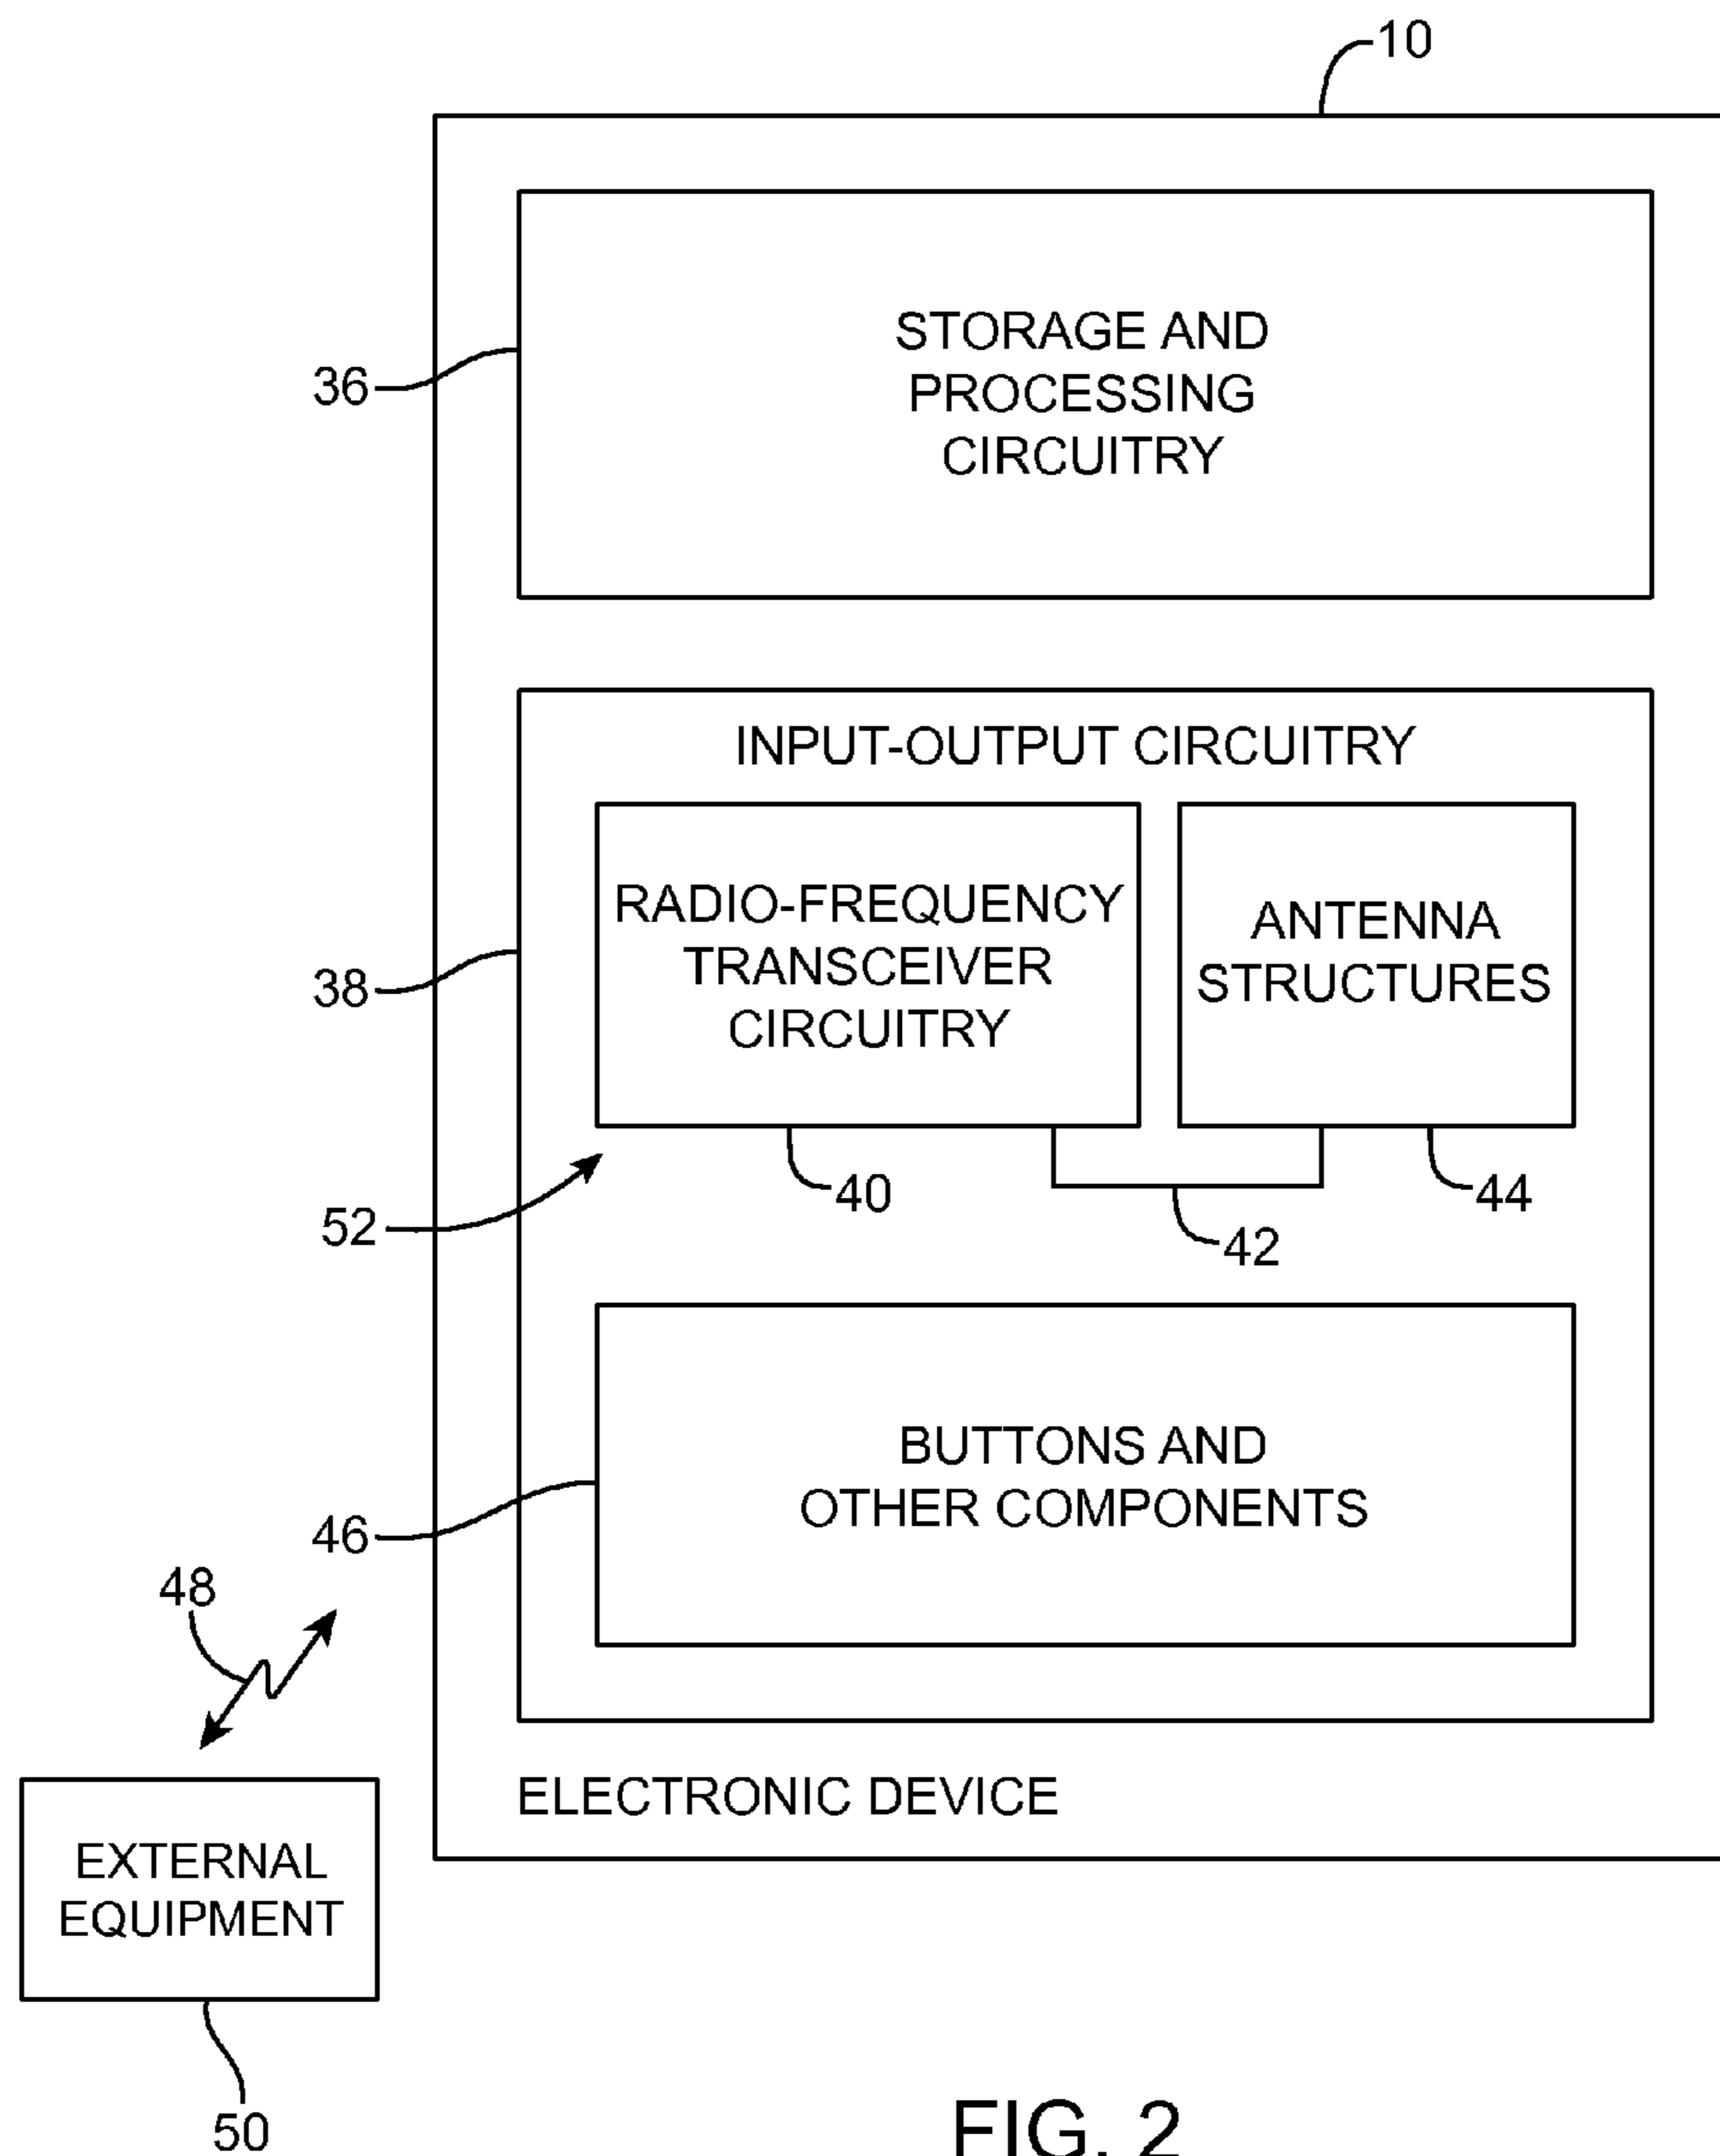 10
STORAGE AND
PROCESSING
CIRCUITRY
36
INPUT-OUTPUT CIRCUITRY
RADIO-FREQUENCY
TRANSCEIVER
CIRCUITRY
ANTENNA
STRUCTURES
38
40
44
52
42
BUTTONS AND
OTHER COMPONENTS
46
48
ELECTRONIC DEVICE
EXTERNAL
EQUIPMENT
50
FIG. 2